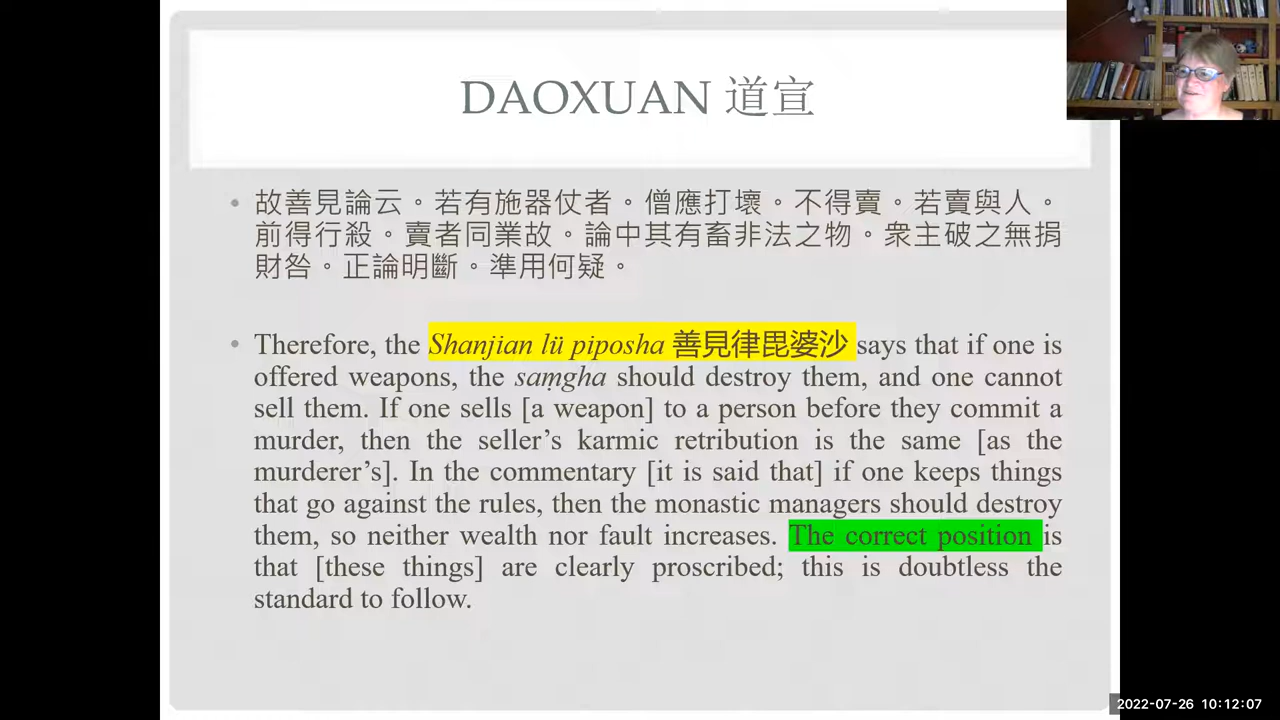 DAOXUAN 道宣
• 故善見論云。若有施器仗者。僧應打壞。不得賣。若賣與人。
前得行殺。賣者同業故。論中其有畜非法之物。衆主破之無捐
財咎。正論明斷。準用何疑。
• Therefore, the Shanjian lü piposha 善見律毘婆沙 says that if one is
offered weapons, the saṃgha should destroy them, and one cannot
sell them. If one sells [a weapon] to a person before they commit a
murder, then the seller’s karmic retribution is the same [as the
murderer’s]. In the commentary [it is said that] if one keeps things
that go against the rules, then the monastic managers should destroy
them, so neither wealth nor fault increases. The correct position is
that [these things] are clearly proscribed; this is doubtless the
standard to follow.
2022-07-26 10:12:07